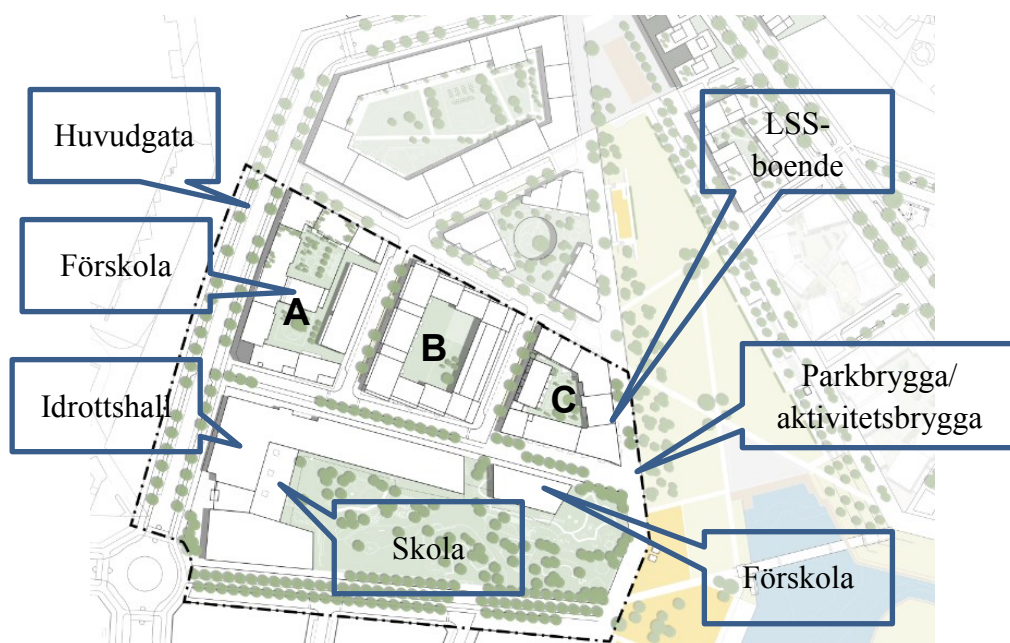 Huvudgata
LSS-
boende
Förskola
A
B
C
Idrottshall
Parkbrygga/
aktivitetsbrygga
Skola
Förskola